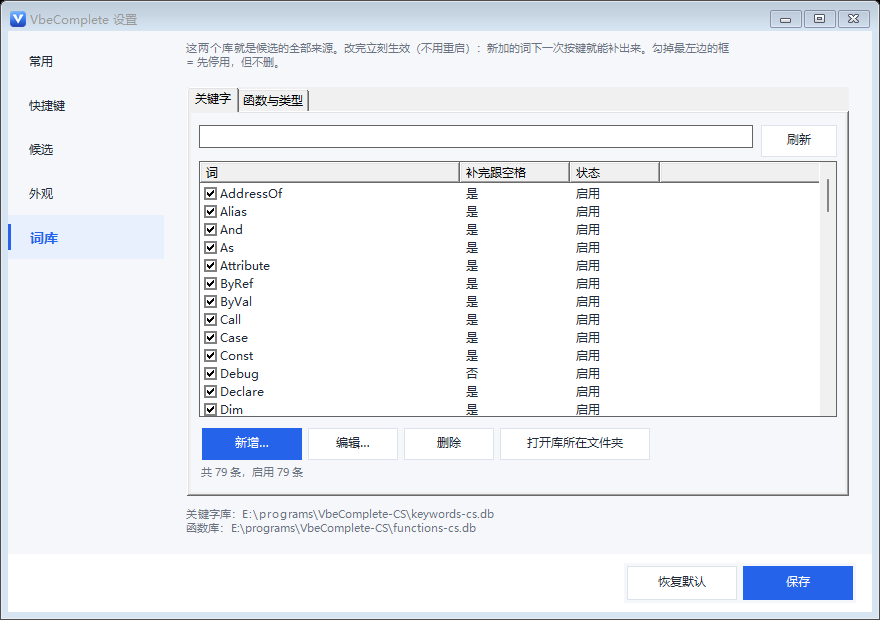 VbeComplete 设置
常用
快捷键
候选
外观
词库
这两个库就是候选的全部来源。改完立刻生效（不用重启）：新加的词下一次按键就能补出来。勾掉最左边的框
= 先停用，但不删。
关键字 函数与类型
刷新
词 补完跟空格 状态
AddressOf 是 启用
Alias 是 启用
And 是 启用
As 是 启用
Attribute 是 启用
ByRef 是 启用
ByVal 是 启用
Call 是 启用
Case 是 启用
Const 是 启用
Debug 否 启用
Declare 是 启用
Dim 是 启用
新增... 编辑... 删除 打开库所在文件夹
共 79 条，启用 79 条
关键字库：E:\programs\VbeComplete-CS\keywords-cs.db
函数库：E:\programs\VbeComplete-CS\functions-cs.db
恢复默认 保存